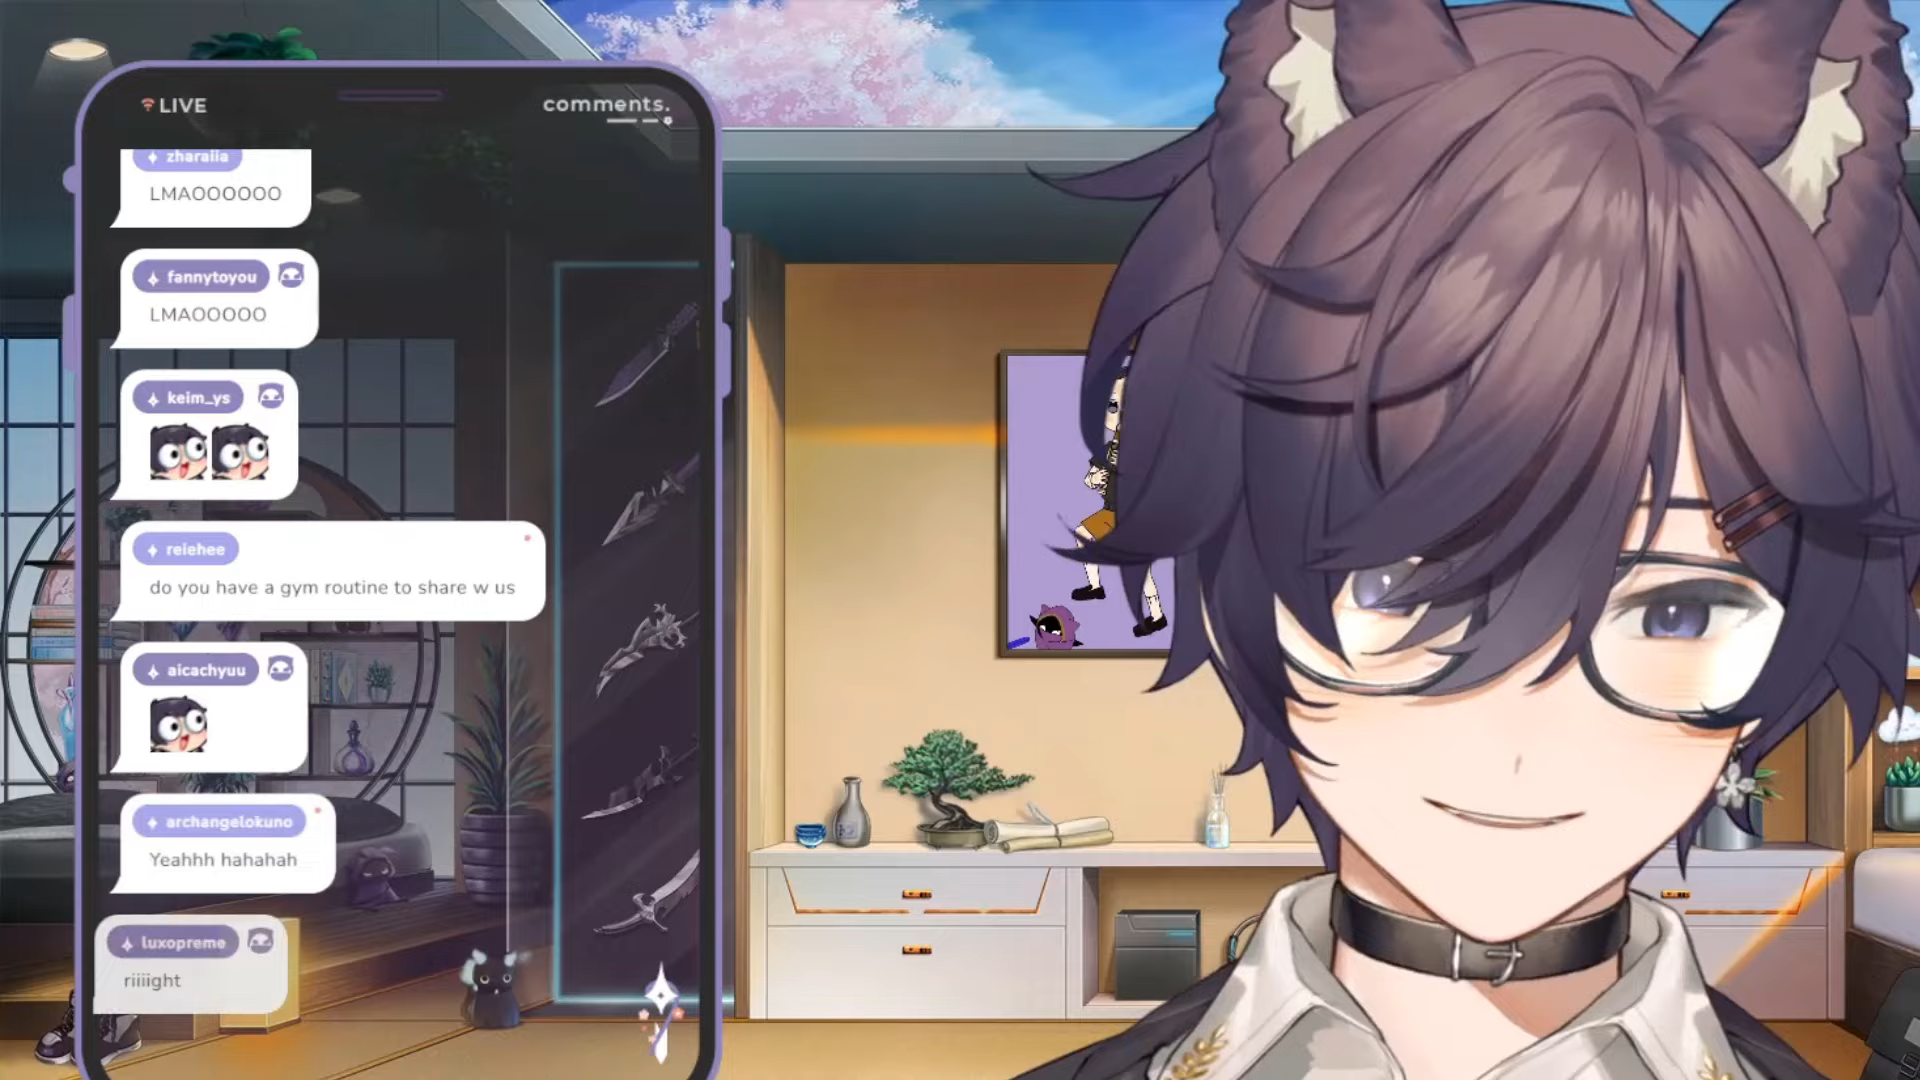 LIVE
comments.
zharalia
LMAOOOOOO
fannytoyou
LMAOOOOO
keim_ys
reiehee
do you have a gym routine to share w us
aicachyuu
archangelokuno
Yeahhh hahahah
luxopreme
riiiight